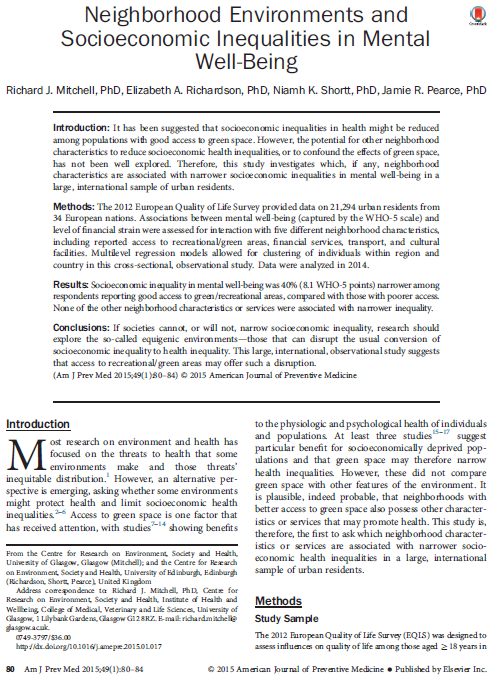 Neighborhood Environments and
Socioeconomic Inequalities in Mental
Well-Being
Richard J. Mitchell, PhD, Elizabeth A. Richardson, PhD, Niamh K. Shortt, PhD, Jamie R. Pearce, PhD
Introduction: It has been suggested that socioeconomic inequalities in health might be reduced
among populations with good access to green space. However, the potential for other neighborhood
characteristics to reduce socioeconomic health inequalities, or to confound the effects of green space,
has not been well explored. Therefore, this study investigates which, if any, neighborhood
characteristics are associated with narrower socioeconomic inequalities in mental well-being in a
large, international sample of urban residents.
Methods: The 2012 European Quality of Life Survey provided data on 21,294 urban residents from
34 European nations. Associations between mental well-being (captured by the WHO-5 scale) and
level of financial strain were assessed for interaction with five different neighborhood characteristics,
including reported access to recreational/green areas, financial services, transport, and cultural
facilities. Multilevel regression models allowed for clustering of individuals within region and
country in this cross-sectional, observational study. Data were analyzed in 2014.
Results: Socioeconomic inequality in mental well-being was 40% (8.1 WHO-5 points) narrower among
respondents reporting good access to green/recreational areas, compared with those with poorer access.
None of the other neighborhood characteristics or services were associated with narrower inequality.
Conclusions: If societies cannot, or will not, narrow socioeconomic inequality, research should
explore the so-called equigenic environments—those that can disrupt the usual conversion of
socioeconomic inequality to health inequality. This large, international, observational study suggests
that access to recreational/green areas may offer such a disruption.
(Am J Prev Med 2015;49(1):80–84) © 2015 American Journal of Preventive Medicine
Introduction
Most research on environment and health has
focused on the threats to health that some
environments make and those threats'
inequitable distribution.1 However, an alternative per-
spective is emerging, asking whether some environments
might protect health and limit socioeconomic health
inequalities.2–6 Access to green space is one factor that
has received attention, with studies7–14 showing benefits
From the Centre for Research on Environment, Society and Health,
University of Glasgow, Glasgow (Mitchell); and the Centre for Research
on Environment, Society and Health, University of Edinburgh, Edinburgh
(Richardson, Shortt, Pearce), United Kingdom
Address correspondence to: Richard J. Mitchell, PhD, Centre for
Research on Environment, Society and Health, Institute of Health and
Wellbeing, College of Medical, Veterinary and Life Sciences, University of
Glasgow, 1 Lilybank Gardens, Glasgow G12 8RZ. E-mail: richard.mitchell@
glasgow.ac.uk.
0749-3797/$36.00
http://dx.doi.org/10.1016/j.amepre.2015.01.017
to the physiologic and psychological health of individuals
and populations. At least three studies15–17 suggest
particular benefit for socioeconomically deprived pop-
ulations and that green space may therefore narrow
health inequalities. However, these did not compare
green space with other features of the environment. It
is plausible, indeed probable, that neighborhoods with
better access to green space also possess other character-
istics or services that may promote health. This study is,
therefore, the first to ask which neighborhood character-
istics or services are associated with narrower socio-
economic health inequalities in a large, international
sample of urban residents.
Methods
Study Sample
The 2012 European Quality of Life Survey (EQLS) was designed to
assess influences on quality of life among those aged ≥ 18 years in
80 Am J Prev Med 2015;49(1):80–84
© 2015 American Journal of Preventive Medicine • Published by Elsevier Inc.